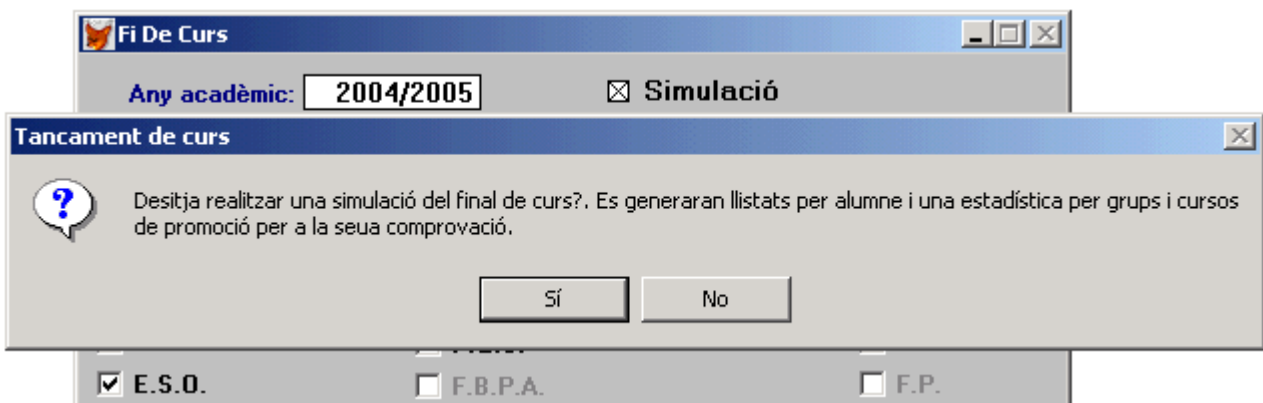 Fi De Curs
Any acadèmic: 2004/2005 Simulació
Tancament de curs
Desitja realitzar una simulació del final de curs?. Es generaran llistats per alumne i una estadística per grups i cursos
de promoció per a la seua comprovació.
Sí No
E.S.O. F.B.P.A. F.P.